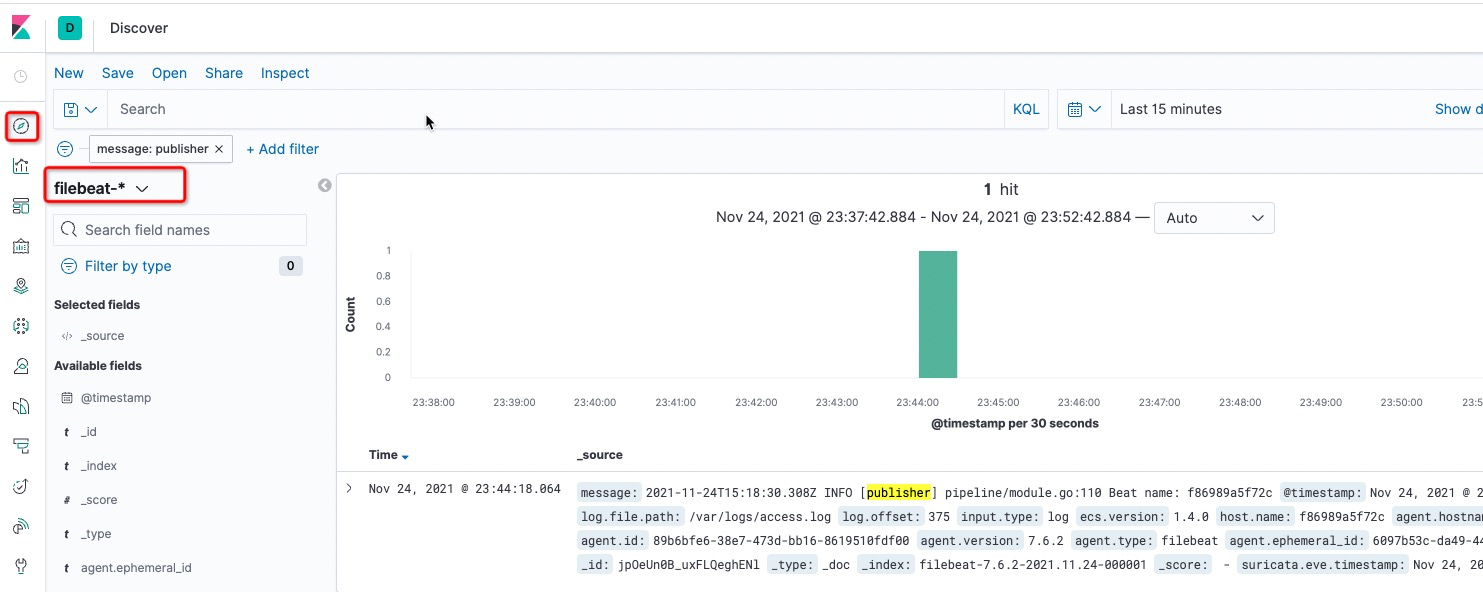 D Discover
New Save Open Share Inspect
Search KQL Last 15 minutes Show d
message: publisher × + Add filter
filebeat-*
Search field names
Filter by type 0
Selected fields
</> _source
Available fields
@timestamp
t _id
t _index
# _score
t _type
t agent.ephemeral_id
1 hit
Nov 24, 2021 @ 23:37:42.884 - Nov 24, 2021 @ 23:52:42.884 — Auto
Count
1
0.8
0.6
0.4
0.2
0
23:38:00 23:39:00 23:40:00 23:41:00 23:42:00 23:43:00 23:44:00 23:45:00 23:46:00 23:47:00 23:48:00 23:49:00 23:50:00 23:5
@timestamp per 30 seconds
Time _source
Nov 24, 2021 @ 23:44:18.064
message: 2021-11-24T15:18:30.308Z INFO [publisher] pipeline/module.go:110 Beat name: f86989a5f72c @timestamp: Nov 24, 2021 @ 2
log.file.path: /var/logs/access.log log.offset: 375 input.type: log ecs.version: 1.4.0 host.name: f86989a5f72c agent.hostna
agent.id: 89b6bfe6-38e7-473d-bb16-8619510fdf00 agent.version: 7.6.2 agent.type: filebeat agent.ephemeral_id: 6097b53c-da49-44
_id: jpOeUn0B_uxFLQeghENl _type: _doc _index: filebeat-7.6.2-2021.11.24-000001 _score: - suricata.eve.timestamp: Nov 24, 20